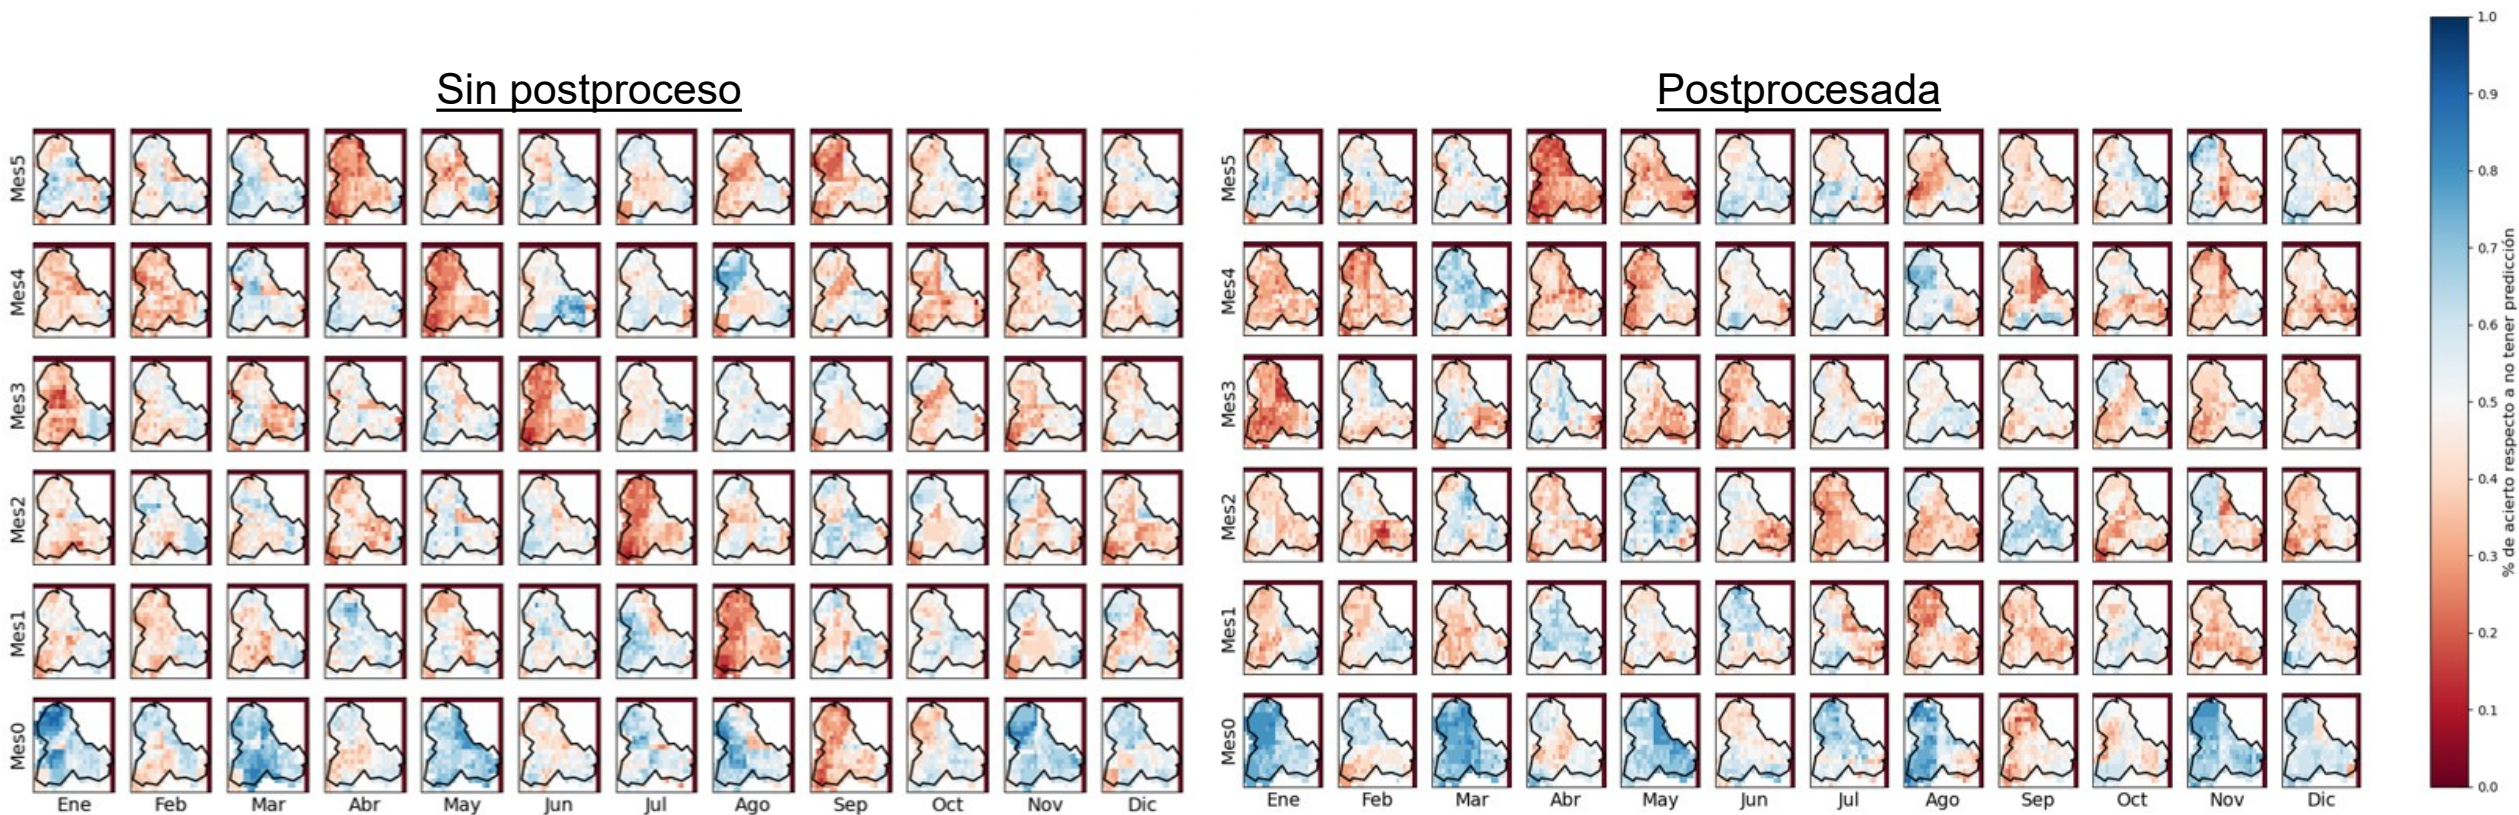 Sin postproceso
Mes5
Mes4
Mes3
Mes2
Mes1
Mes0
Ene Feb Mar Abr May Jun Jul Ago Sep Oct Nov Dic
Postprocesada
Mes5
Mes4
Mes3
Mes2
Mes1
Mes0
Ene Feb Mar Abr May Jun Jul Ago Sep Oct Nov Dic
1.0
0.9
0.8
0.7
0.6
0.5
0.4
0.3
0.2
0.1
0.0
% de acierto respecto a no tener predicción